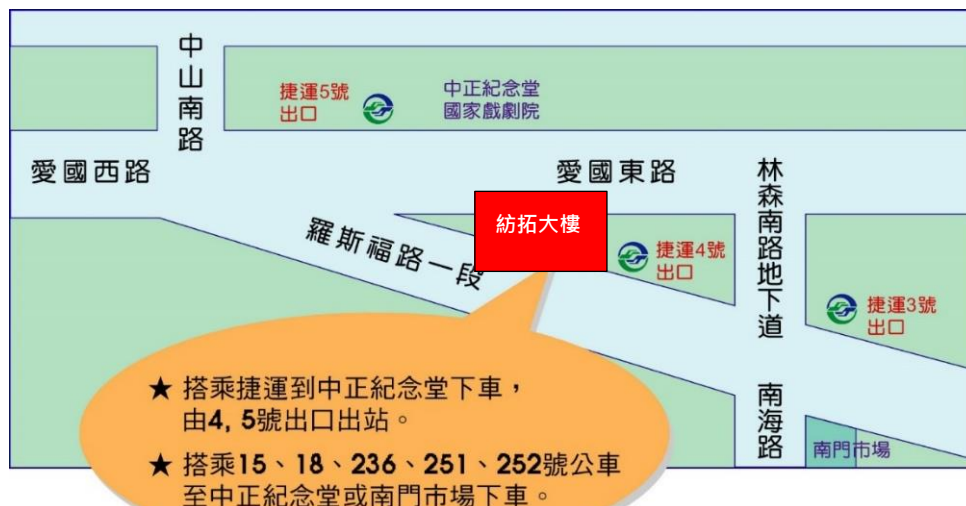 中山南路
捷運5號
出口
中正紀念堂
國家戲劇院
愛國西路
愛國東路
林森南路地下道
紡拓大樓
羅斯福路一段
捷運4號
出口
捷運3號
出口
★ 搭乘捷運到中正紀念堂下車，
由4, 5號出口出站。
★ 搭乘15、18、236、251、252號公車
至中正紀念堂或南門市場下車。
南海路
南門市場